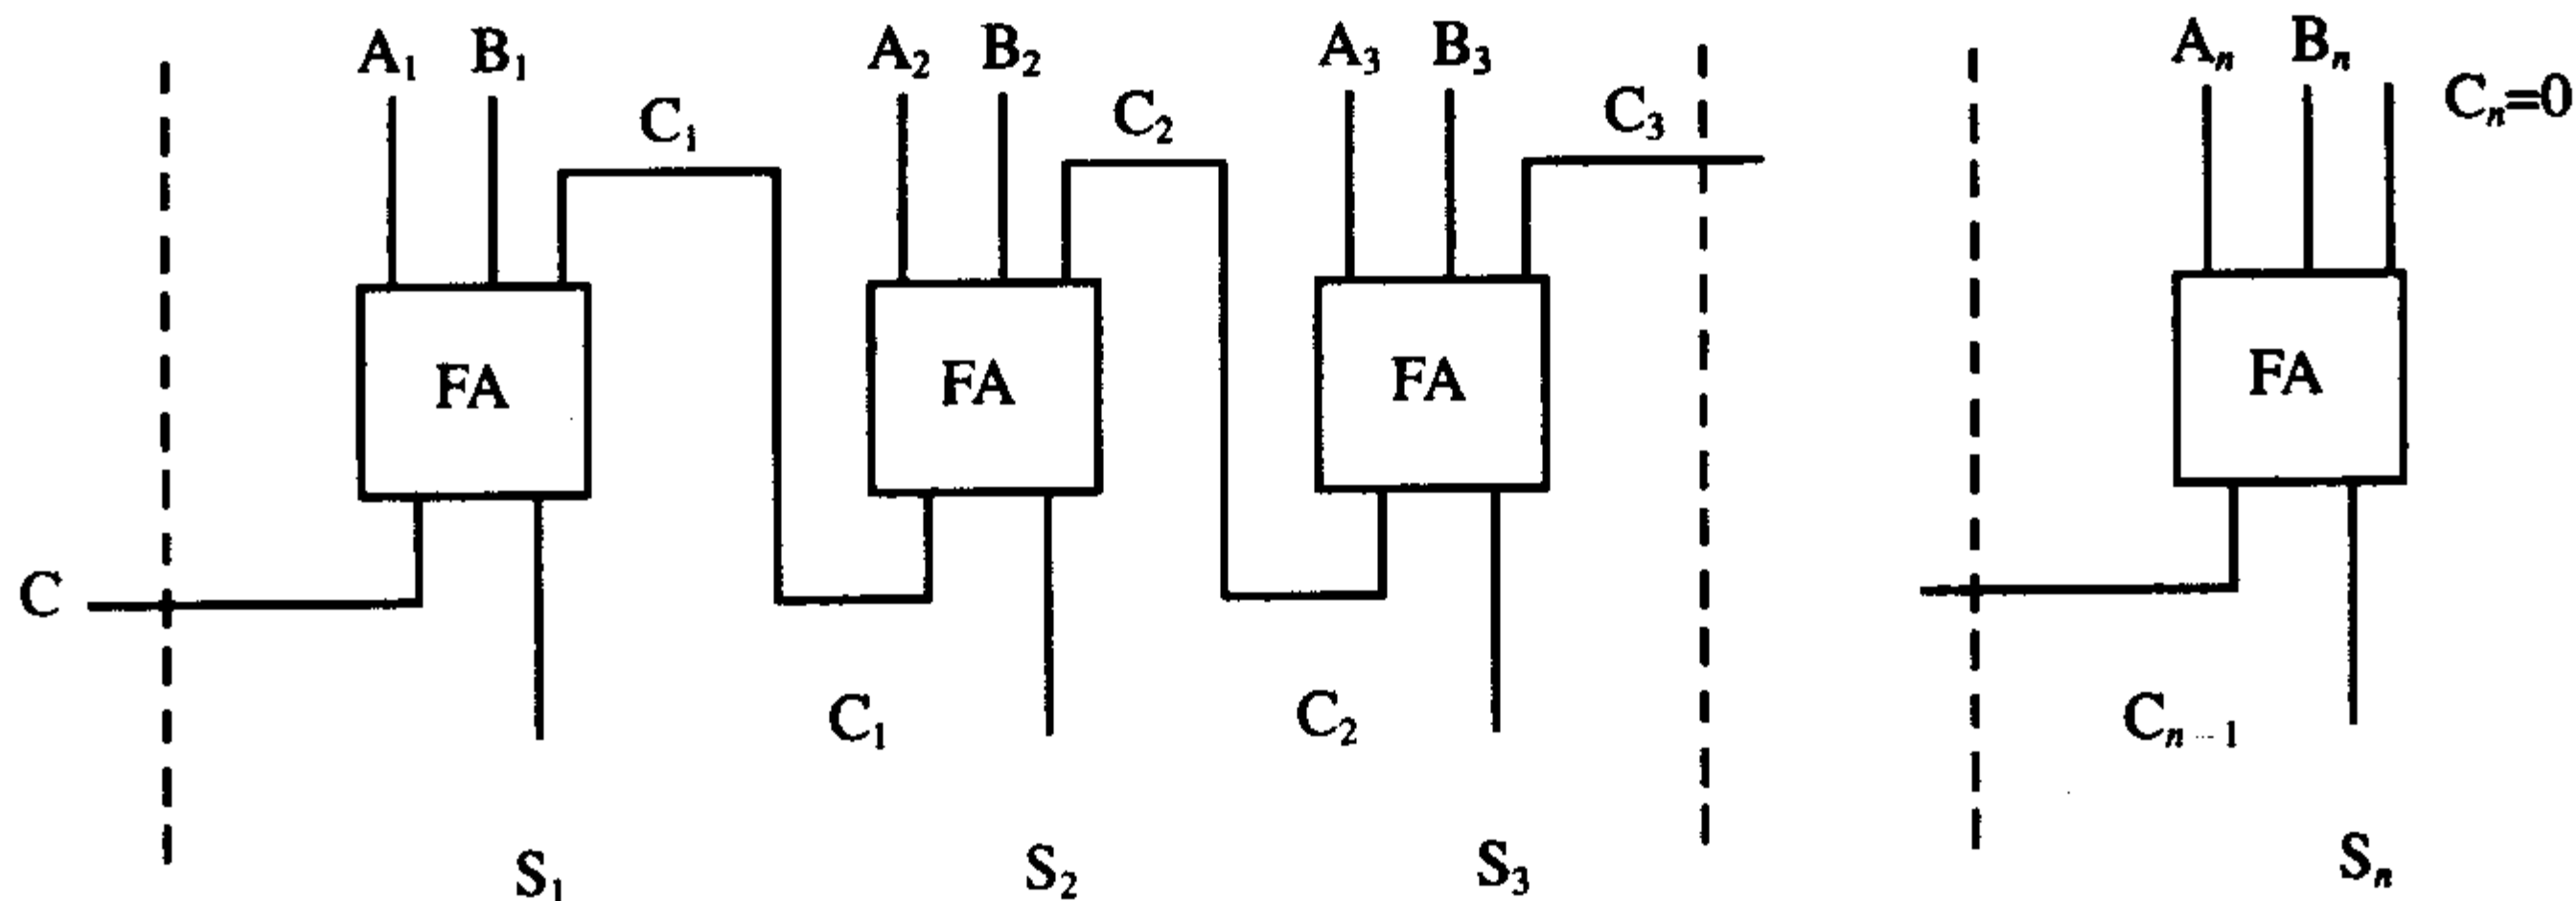 A₁ B₁ A₂ B₂ A₃ B₃ Aₙ Bₙ
C₁ C₂ C₃ Cₙ=0
FA FA FA FA
C
C₁ C₂ Cₙ₋₁
S₁ S₂ S₃ Sₙ